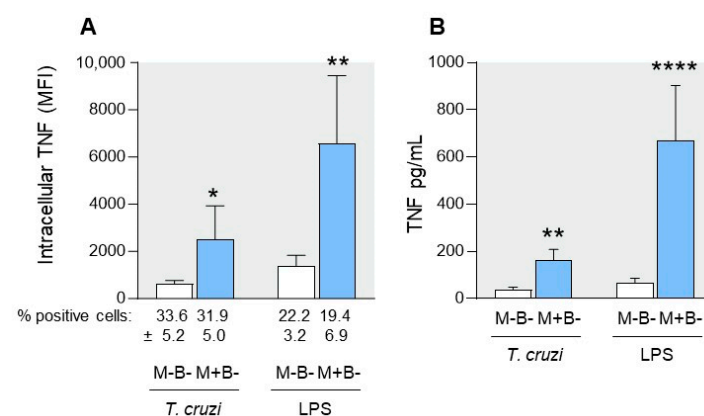 A
Intracellular TNF (MFI)
10,000
8000
6000
4000
2000
0
*
**
% positive cells: 33.6 31.9 22.2 19.4
± 5.2 5.0 3.2 6.9
M-B- M+B- M-B- M+B-
T. cruzi LPS
B
TNF pg/mL
1000
800
600
400
200
0
**
****
M-B- M+B- M-B- M+B-
T. cruzi LPS